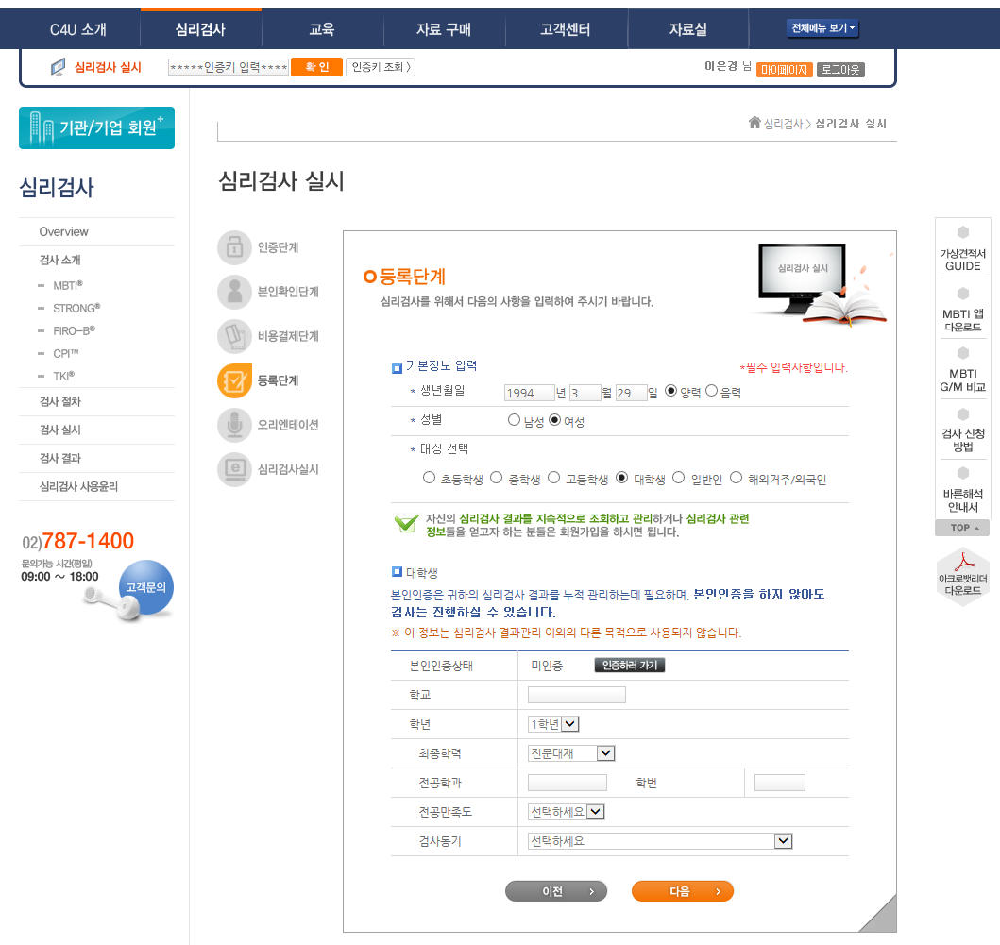 C4U 소개 심리검사 교육 자료 구매 고객센터 자료실 전체메뉴 보기
심리검사 실시 *****인증키 입력**** 확 인 인증키 조회 〉 이은경 님 마이페이지 로그아웃
기관/기업 회원+
심리검사 〉 심리검사 실시
심리검사
심리검사 실시
Overview
검사 소개
MBTI®
STRONG®
FIRO-B®
CPI™
TKI®
검사 절차
검사 실시
검사 결과
심리검사 사용윤리
02)787-1400
문의가능 시간(평일)
09:00 ~ 18:00
고객문의
인증단계
본인확인단계
비용결제단계
등록단계
오리엔테이션
심리검사실시
등록단계
심리검사를 위해서 다음의 사항을 입력하여 주시기 바랍니다.
심리검사 실시
기본정보 입력 *필수 입력사항입니다.
* 생년월일 1994 년 3 월 29 일 양력 음력
* 성별 남성 여성
* 대상 선택
초등학생 중학생 고등학생 대학생 일반인 해외거주/외국인
자신의 심리검사 결과를 지속적으로 조회하고 관리하거나 심리검사 관련
정보들을 얻고자 하는 분들은 회원가입을 하시면 됩니다.
대학생
본인인증은 귀하의 심리검사 결과를 누적 관리하는데 필요하며, 본인인증을 하지 않아도
검사는 진행하실 수 있습니다.
※ 이 정보는 심리검사 결과관리 이외의 다른 목적으로 사용되지 않습니다.
본인인증상태 미인증 인증하러 가기
학교
학년 1학년
최종학력 전문대재
전공학과 학번
전공만족도 선택하세요
검사동기 선택하세요
이전 다음
가상견적서
GUIDE
MBTI 앱
다운로드
MBTI
G/M 비교
검사 신청
방법
바른해석
안내서
TOP
아크로뱃리더
다운로드